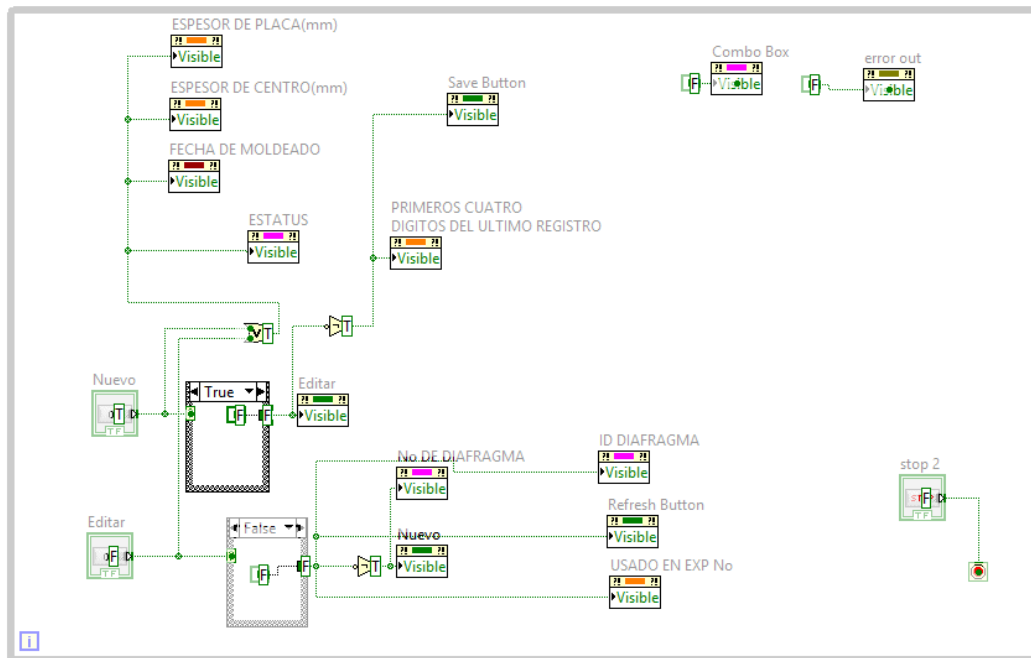 ESPESOR DE PLACA(mm)
Visible
ESPESOR DE CENTRO(mm)
Visible
FECHA DE MOLDEADO
Visible
ESTATUS
Visible
Save Button
Visible
PRIMEROS CUATRO
DIGITOS DEL ULTIMO REGISTRO
Visible
Combo Box
F
Visible
error out
F
Visible
V T
T
Nuevo
T
TF
True
F
F
Editar
Visible
Editar
F
TF
False
F
F
T
No DE DIAFRAGMA
Visible
Nuevo
Visible
ID DIAFRAGMA
Visible
Refresh Button
Visible
USADO EN EXP No
Visible
stop 2
F
TF
i